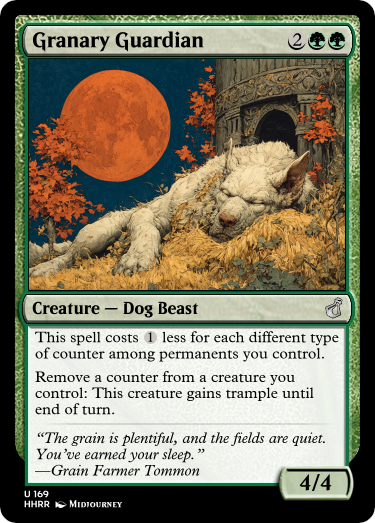 Granary Guardian 2
Creature — Dog Beast
This spell costs 1 less for each different type
of counter among permanents you control.
Remove a counter from a creature you
control: This creature gains trample until
end of turn.
“The grain is plentiful, and the fields are quiet.
You’ve earned your sleep.”
—Grain Farmer Tommon
4/4
U 169
HHRR Midjourney